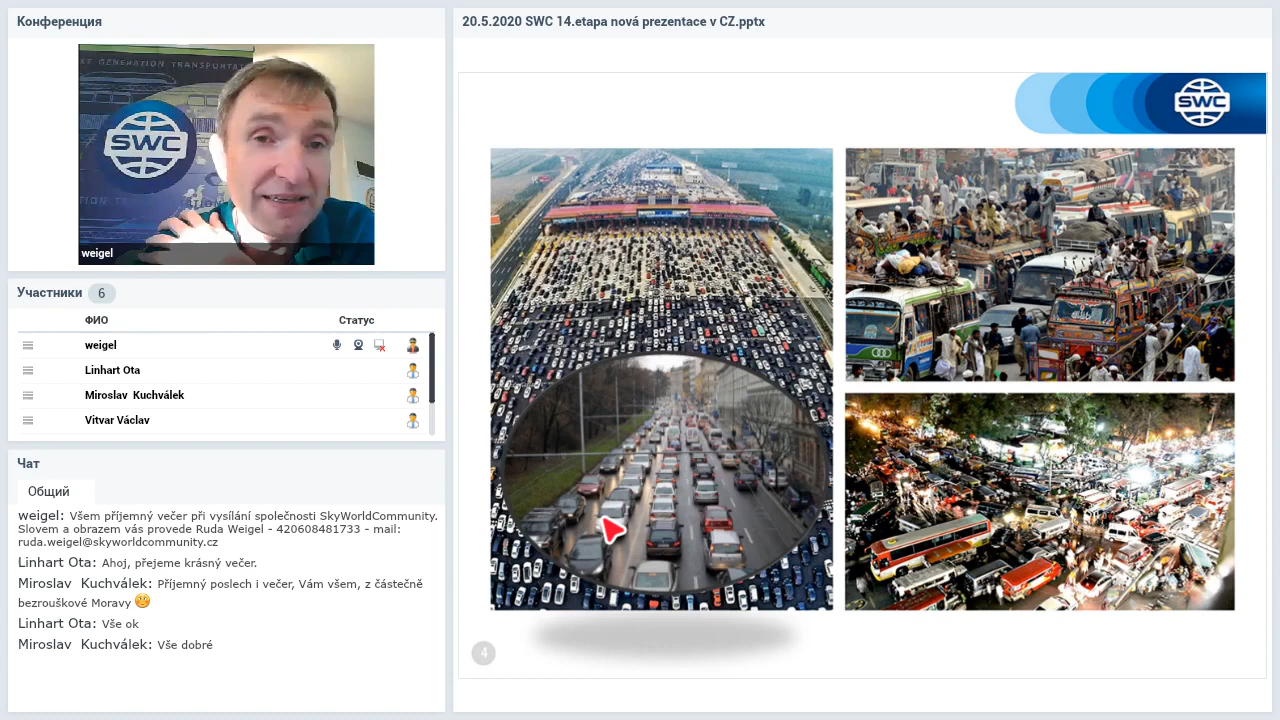 Конференция
XT GENERATION TRANSPORTAT
SWC
weigel
Участники 6
ФИО Статус
weigel
Linhart Ota
Miroslav Kuchválek
Vitvar Václav
Чат
Общий
weigel: Všem příjemný večer při vysílání společnosti SkyWorldCommunity.
Slovem a obrazem vás provede Ruda Weigel - 420608481733 - mail:
ruda.weigel@skyworldcommunity.cz
Linhart Ota: Ahoj, přejeme krásný večer.
Miroslav Kuchválek: Příjemný poslech i večer, Vám všem, z částečně
bezrouškové Moravy
Linhart Ota: Vše ok
Miroslav Kuchválek: Vše dobré
20.5.2020 SWC 14.etapa nová prezentace v CZ.pptx
SWC
4